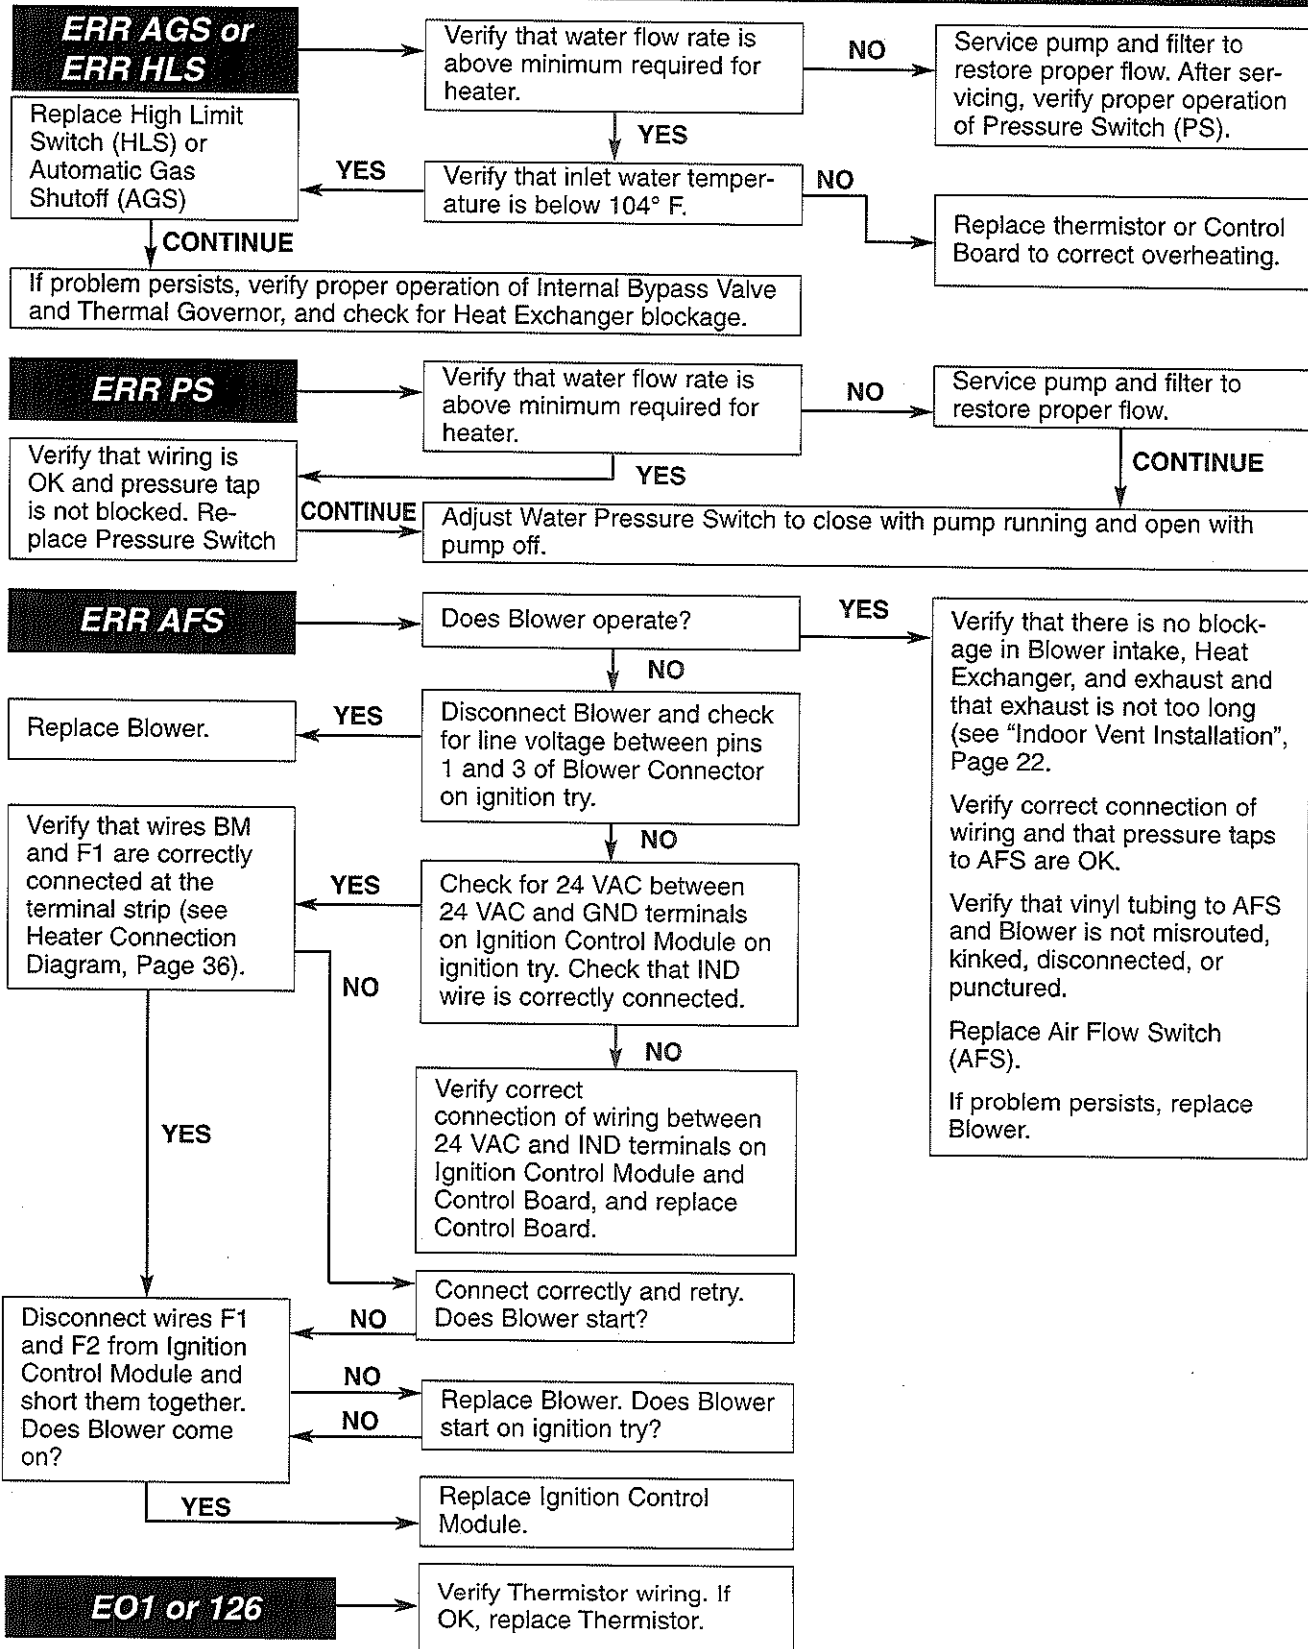 ERR AGS or
ERR HLS
Verify that water flow rate is
above minimum required for
heater.
NO
Service pump and filter to
restore proper flow. After ser-
vicing, verify proper operation
of Pressure Switch (PS).
YES
Replace High Limit
Switch (HLS) or
Automatic Gas
Shutoff (AGS)
YES
Verify that inlet water temper-
ature is below 104° F.
NO
Replace thermistor or Control
Board to correct overheating.
CONTINUE
If problem persists, verify proper operation of Internal Bypass Valve
and Thermal Governor, and check for Heat Exchanger blockage.
ERR PS
Verify that water flow rate is
above minimum required for
heater.
NO
Service pump and filter to
restore proper flow.
YES
CONTINUE
Verify that wiring is
OK and pressure tap
is not blocked. Re-
place Pressure Switch
CONTINUE
Adjust Water Pressure Switch to close with pump running and open with
pump off.
ERR AFS
Does Blower operate?
YES
Verify that there is no block-
age in Blower intake, Heat
Exchanger, and exhaust and
that exhaust is not too long
(see “Indoor Vent Installation”,
Page 22.
Verify correct connection of
wiring and that pressure taps
to AFS are OK.
Verify that vinyl tubing to AFS
and Blower is not misrouted,
kinked, disconnected, or
punctured.
Replace Air Flow Switch
(AFS).
If problem persists, replace
Blower.
NO
Replace Blower.
YES
Disconnect Blower and check
for line voltage between pins
1 and 3 of Blower Connector
on ignition try.
NO
Verify that wires BM
and F1 are correctly
connected at the
terminal strip (see
Heater Connection
Diagram, Page 36).
YES
Check for 24 VAC between
24 VAC and GND terminals
on Ignition Control Module on
ignition try. Check that IND
wire is correctly connected.
NO
NO
Verify correct
connection of wiring between
24 VAC and IND terminals on
Ignition Control Module and
Control Board, and replace
Control Board.
YES
Connect correctly and retry.
Does Blower start?
NO
Disconnect wires F1
and F2 from Ignition
Control Module and
short them together.
Does Blower come
on?
NO
NO
Replace Blower. Does Blower
start on ignition try?
YES
Replace Ignition Control
Module.
EO1 or 126
Verify Thermistor wiring. If
OK, replace Thermistor.